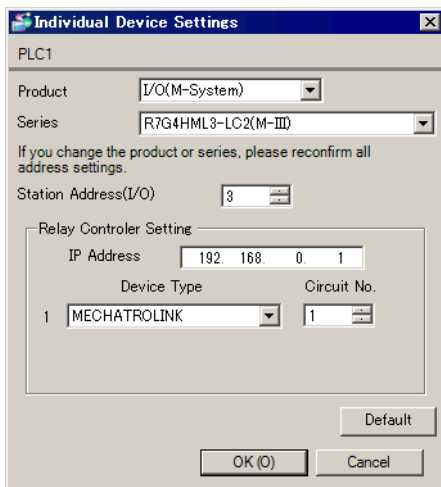 Individual Device Settings
PLC1
Product I/O(M-System)
Series R7G4HML3-LC2(M-III)
If you change the product or series, please reconfirm all
address settings.
Station Address(I/O) 3
Relay Controler Setting
IP Address 192. 168. 0. 1
Device Type Circuit No.
1 MECHATROLINK 1
Default
OK (O) Cancel